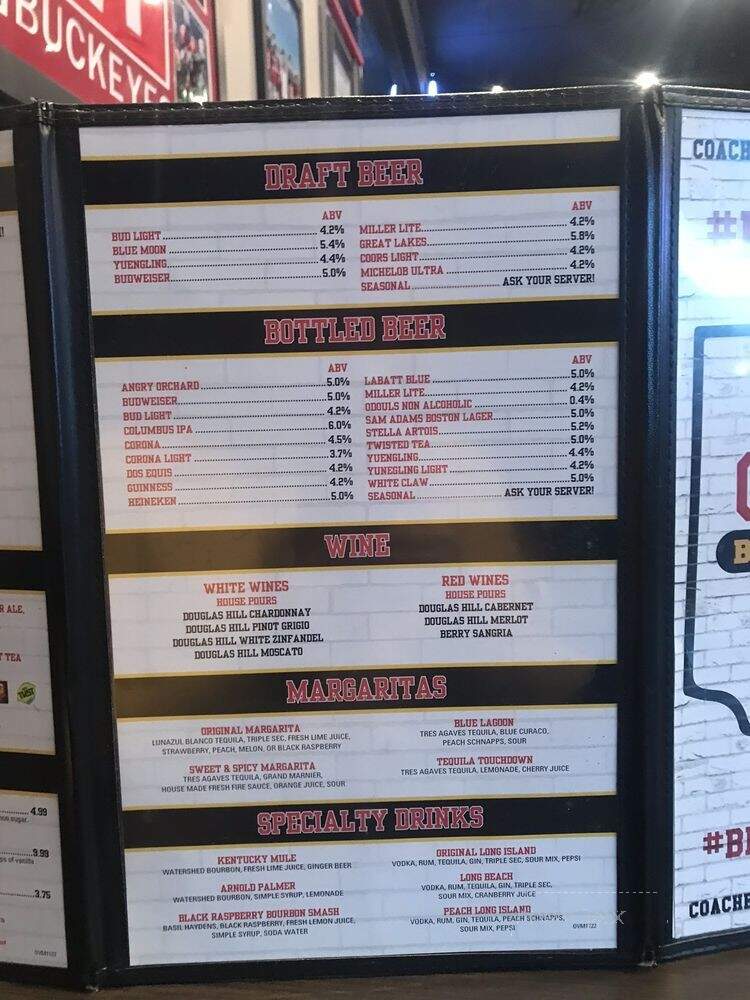 BUCKEYES
DRAFT BEER
ABV
BUD LIGHT 4.2%
BLUE MOON 5.4%
YUENGLING 4.4%
BUDWEISER 5.0%
ABV
MILLER LITE 4.2%
GREAT LAKES 5.8%
COORS LIGHT 4.2%
MICHELOB ULTRA 4.2%
SEASONAL ASK YOUR SERVER!
BOTTLED BEER
ABV
ANGRY ORCHARD 5.0%
BUDWEISER 5.0%
BUD LIGHT 4.2%
COLUMBUS IPA 6.0%
CORONA 4.5%
CORONA LIGHT 3.7%
DOS EQUIS 4.2%
GUINNESS 4.2%
HEINEKEN 5.0%
ABV
LABATT BLUE 5.0%
MILLER LITE 4.2%
ODOULS NON ALCOHOLIC 0.4%
SAM ADAMS BOSTON LAGER 5.0%
STELLA ARTOIS 5.2%
TWISTED TEA 5.0%
YUENGLING 4.4%
YUNEGLING LIGHT 4.2%
WHITE CLAW 5.0%
SEASONAL ASK YOUR SERVER!
WINE
WHITE WINES
HOUSE POURS
DOUGLAS HILL CHARDONNAY
DOUGLAS HILL PINOT GRIGIO
DOUGLAS HILL WHITE ZINFANDEL
DOUGLAS HILL MOSCATO
RED WINES
HOUSE POURS
DOUGLAS HILL CABERNET
DOUGLAS HILL MERLOT
BERRY SANGRIA
MARGARITAS
ORIGINAL MARGARITA
LUNAZUL BLANCO TEQUILA, TRIPLE SEC, FRESH LIME JUICE,
STRAWBERRY, PEACH, MELON, OR BLACK RASPBERRY
SWEET & SPICY MARGARITA
TRES AGAVES TEQUILA, GRAND MARNIER,
HOUSE MADE FRESH FIRE SAUCE, ORANGE JUICE, SOUR
BLUE LAGOON
TRES AGAVES TEQUILA, BLUE CURACO,
PEACH SCHNAPPS, SOUR
TEQUILA TOUCHDOWN
TRES AGAVES TEQUILA, LEMONADE, CHERRY JUICE
SPECIALTY DRINKS
KENTUCKY MULE
WATERSHED BOURBON, FRESH LIME JUICE, GINGER BEER
ARNOLD PALMER
WATERSHED BOURBON, SIMPLE SYRUP, LEMONADE
BLACK RASPBERRY BOURBON SMASH
BASIL HAYDENS, BLACK RASPBERRY, FRESH LEMON JUICE,
SIMPLE SYRUP, SODA WATER
ORIGINAL LONG ISLAND
VODKA, RUM, TEQUILA, GIN, TRIPLE SEC, SOUR MIX, PEPSI
LONG BEACH
VODKA, RUM, TEQUILA, GIN, TRIPLE SEC,
SOUR MIX, CRANBERRY JUICE
PEACH LONG ISLAND
VODKA, RUM, GIN, TEQUILA, PEACH SCHNAPPS,
SOUR MIX, PEPSI
R ALE,
TEA
4.99
sugar.
9.99
ps of vanilla
3.75
COACH
#B
COACH